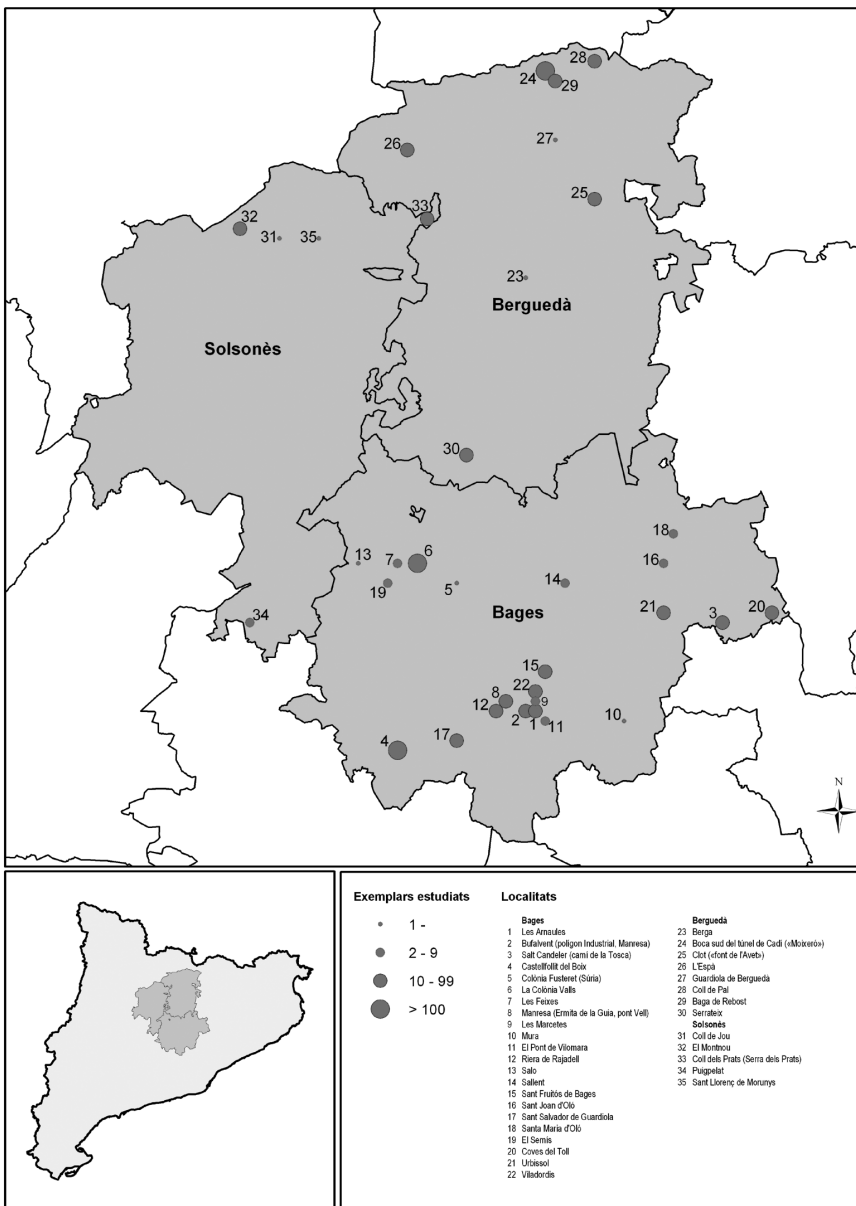 28
24
29
27
26
25
33
32
31
35
23
Berguedà
Solsonès
30
18
13
7
6
16
19
5
14
Bages
21
3
20
34
15
22
8
9
12
2
1
11
10
17
4
N
Exemplars estudiats
1 -
2 - 9
10 - 99
> 100
Localitats
Bages
1 Les Arnaules
2 Bufalvent (polígon Industrial, Manresa)
3 Salt Candeler (camí de la Tosca)
4 Castellfollit del Boix
5 Colònia Fusteret (Súria)
6 La Colònia Valls
7 Les Feixes
8 Manresa (Ermita de la Guia, pont Vell)
9 Les Marcetes
10 Mura
11 El Pont de Vilomara
12 Riera de Rajadell
13 Salo
14 Sallent
15 Sant Fruitós de Bages
16 Sant Joan d'Oló
17 Sant Salvador de Guardiola
18 Santa Maria d'Oló
19 El Semís
20 Coves del Toll
21 Urbissol
22 Viladordis
Berguedà
23 Berga
24 Boca sud del túnel de Cadí («Moixeró»)
25 Clot («font de l'Avet»)
26 L'Espà
27 Guardiola de Berguedà
28 Coll de Pal
29 Baga de Rebost
30 Serrateix
Solsonés
31 Coll de Jou
32 El Montnou
33 Coll dels Prats (Serra dels Prats)
34 Puigpelat
35 Sant Llorenç de Morunys